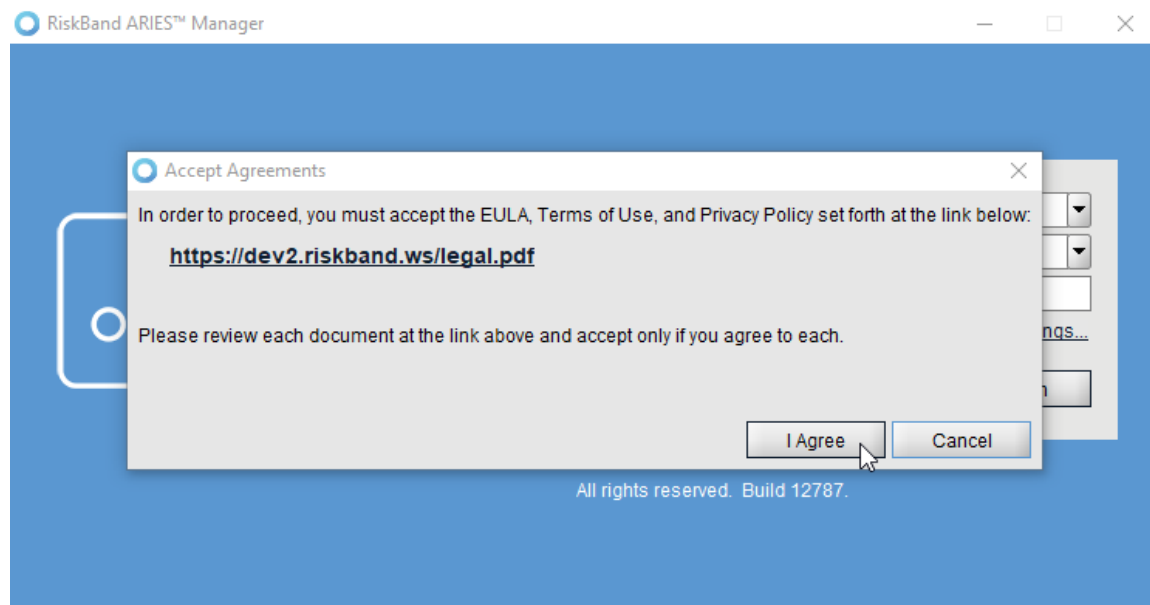 RiskBand ARIES™ Manager
Accept Agreements
In order to proceed, you must accept the EULA, Terms of Use, and Privacy Policy set forth at the link below:
https://dev2.riskband.ws/legal.pdf
Please review each document at the link above and accept only if you agree to each.
ngs...
I Agree
Cancel
All rights reserved. Build 12787.